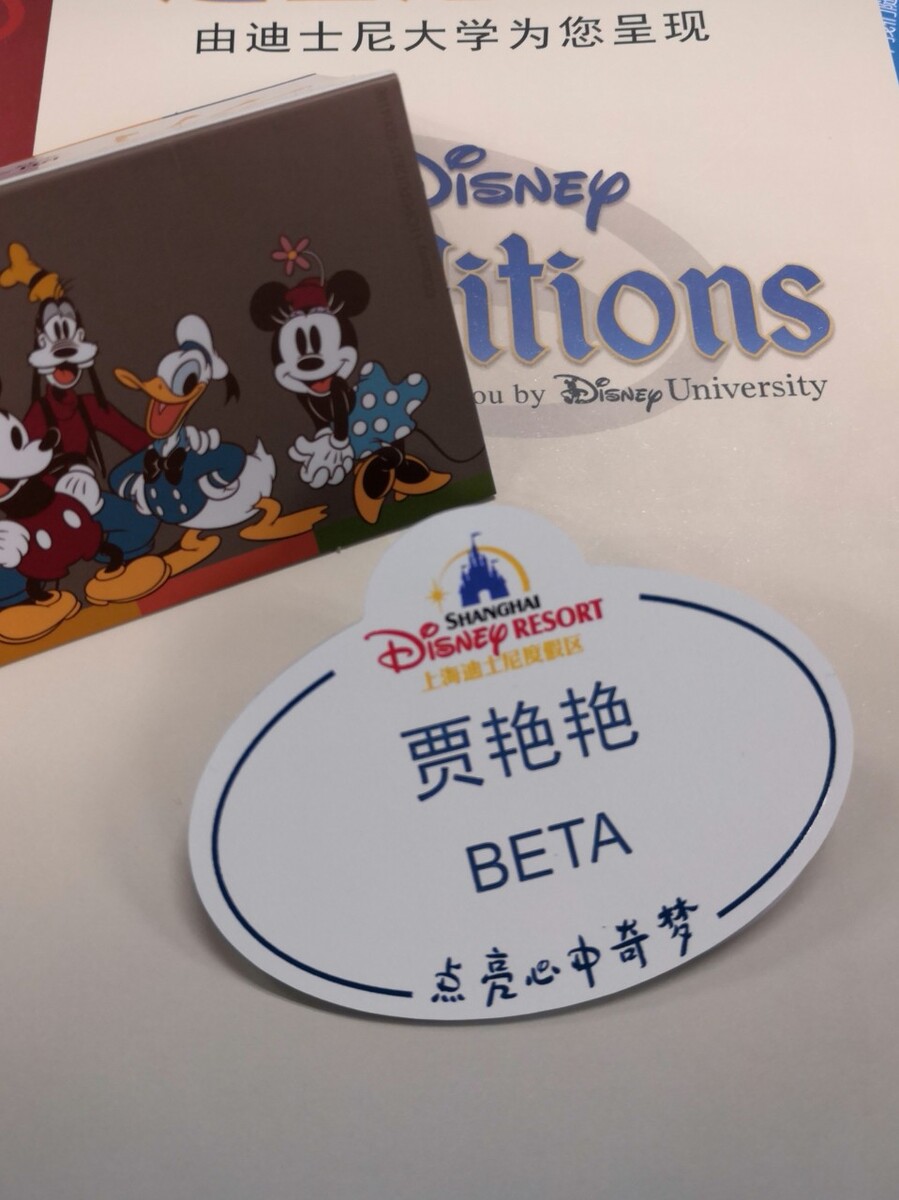 由迪士尼大学为您呈现
Disney
itions
ou by Disney University
SHANGHAI
Disney RESORT
上海迪士尼度假区
贾艳艳
BETA
点亮心中奇梦